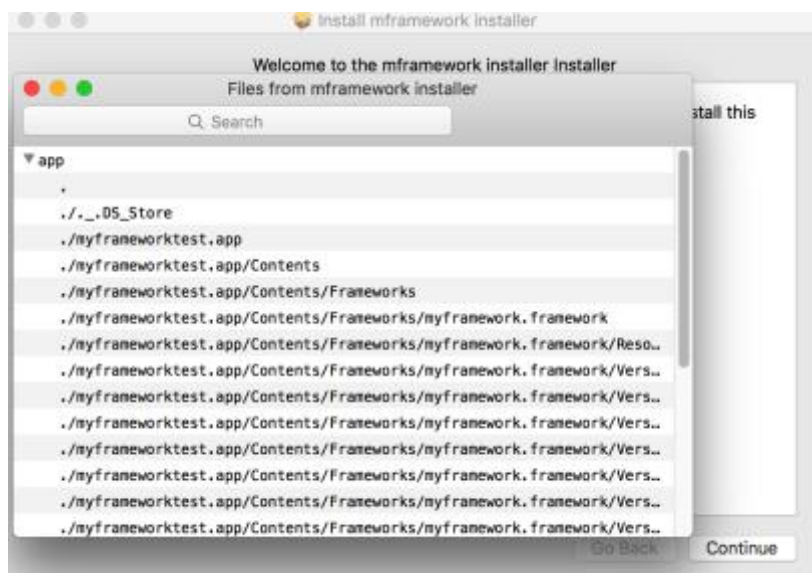 Install mframework installer
Welcome to the mframework installer Installer
Files from mframework installer
Search
stall this
app
.
./._.DS_Store
./myframeworktest.app
./myframeworktest.app/Contents
./myframeworktest.app/Contents/Frameworks
./myframeworktest.app/Contents/Frameworks/myframework.framework
./myframeworktest.app/Contents/Frameworks/myframework.framework/Reso…
./myframeworktest.app/Contents/Frameworks/myframework.framework/Vers…
./myframeworktest.app/Contents/Frameworks/myframework.framework/Vers…
./myframeworktest.app/Contents/Frameworks/myframework.framework/Vers…
./myframeworktest.app/Contents/Frameworks/myframework.framework/Vers…
./myframeworktest.app/Contents/Frameworks/myframework.framework/Vers…
./myframeworktest.app/Contents/Frameworks/myframework.framework/Vers…
./myframeworktest.app/Contents/Frameworks/myframework.framework/Vers…
Go Back Continue